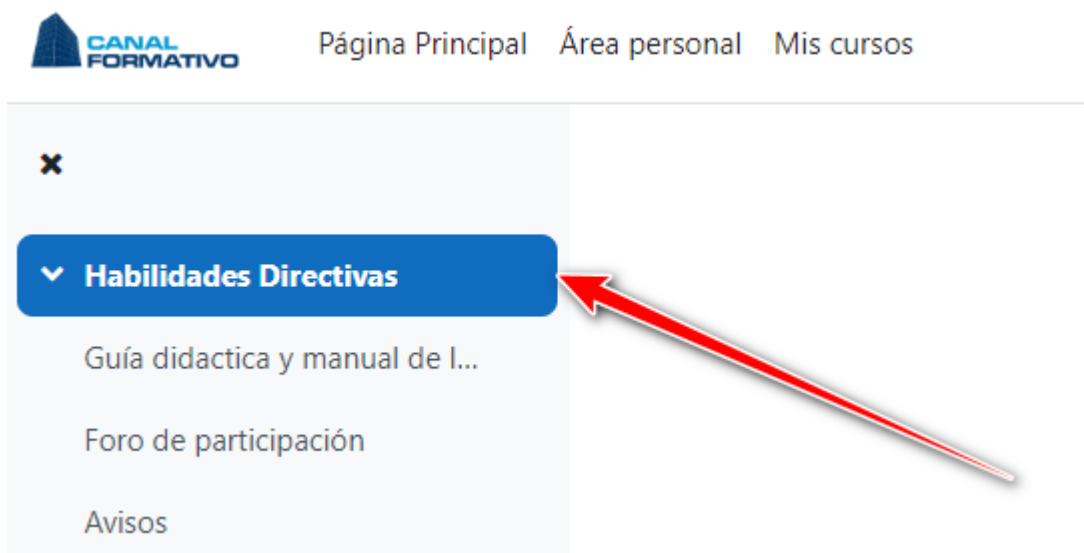 CANAL
FORMATIVO
Página Principal Área personal Mis cursos
Habilidades Directivas
Guía didactica y manual de l...
Foro de participación
Avisos